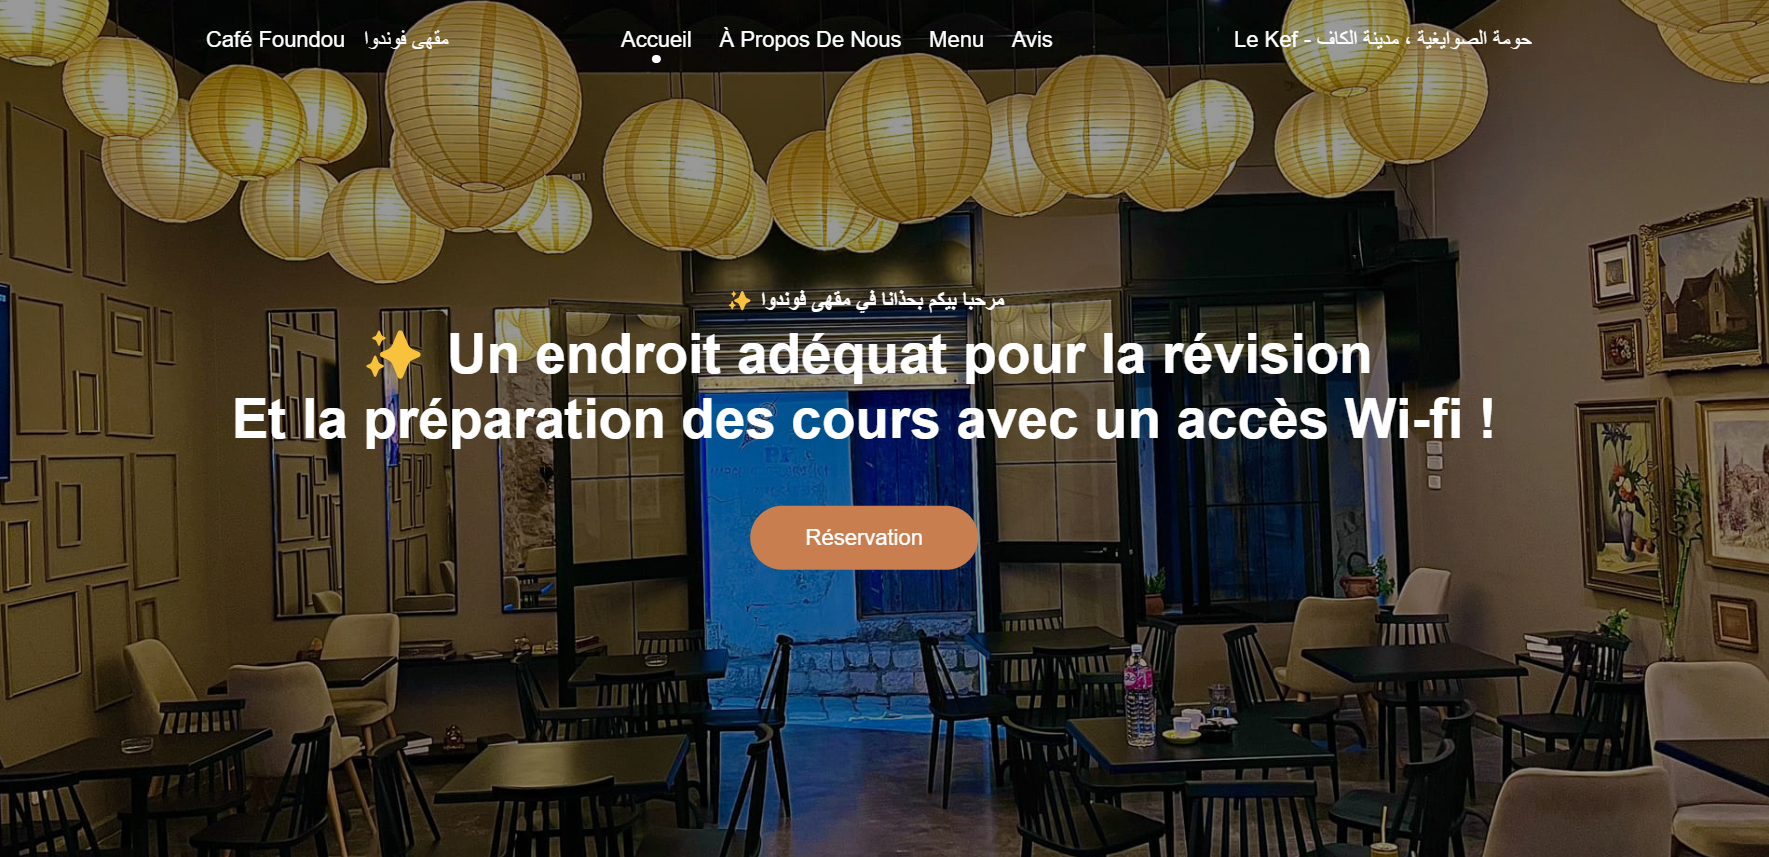 Café Foundou مقهى فوندوا
Accueil À Propos De Nous Menu Avis
Le Kef - حومة الصوايغية ، مدينة الكاف
مرحبا بيكم بحذانا في مقهى فوندوا ✨
✨ Un endroit adéquat pour la révision
Et la préparation des cours avec un accès Wi-fi !
Réservation